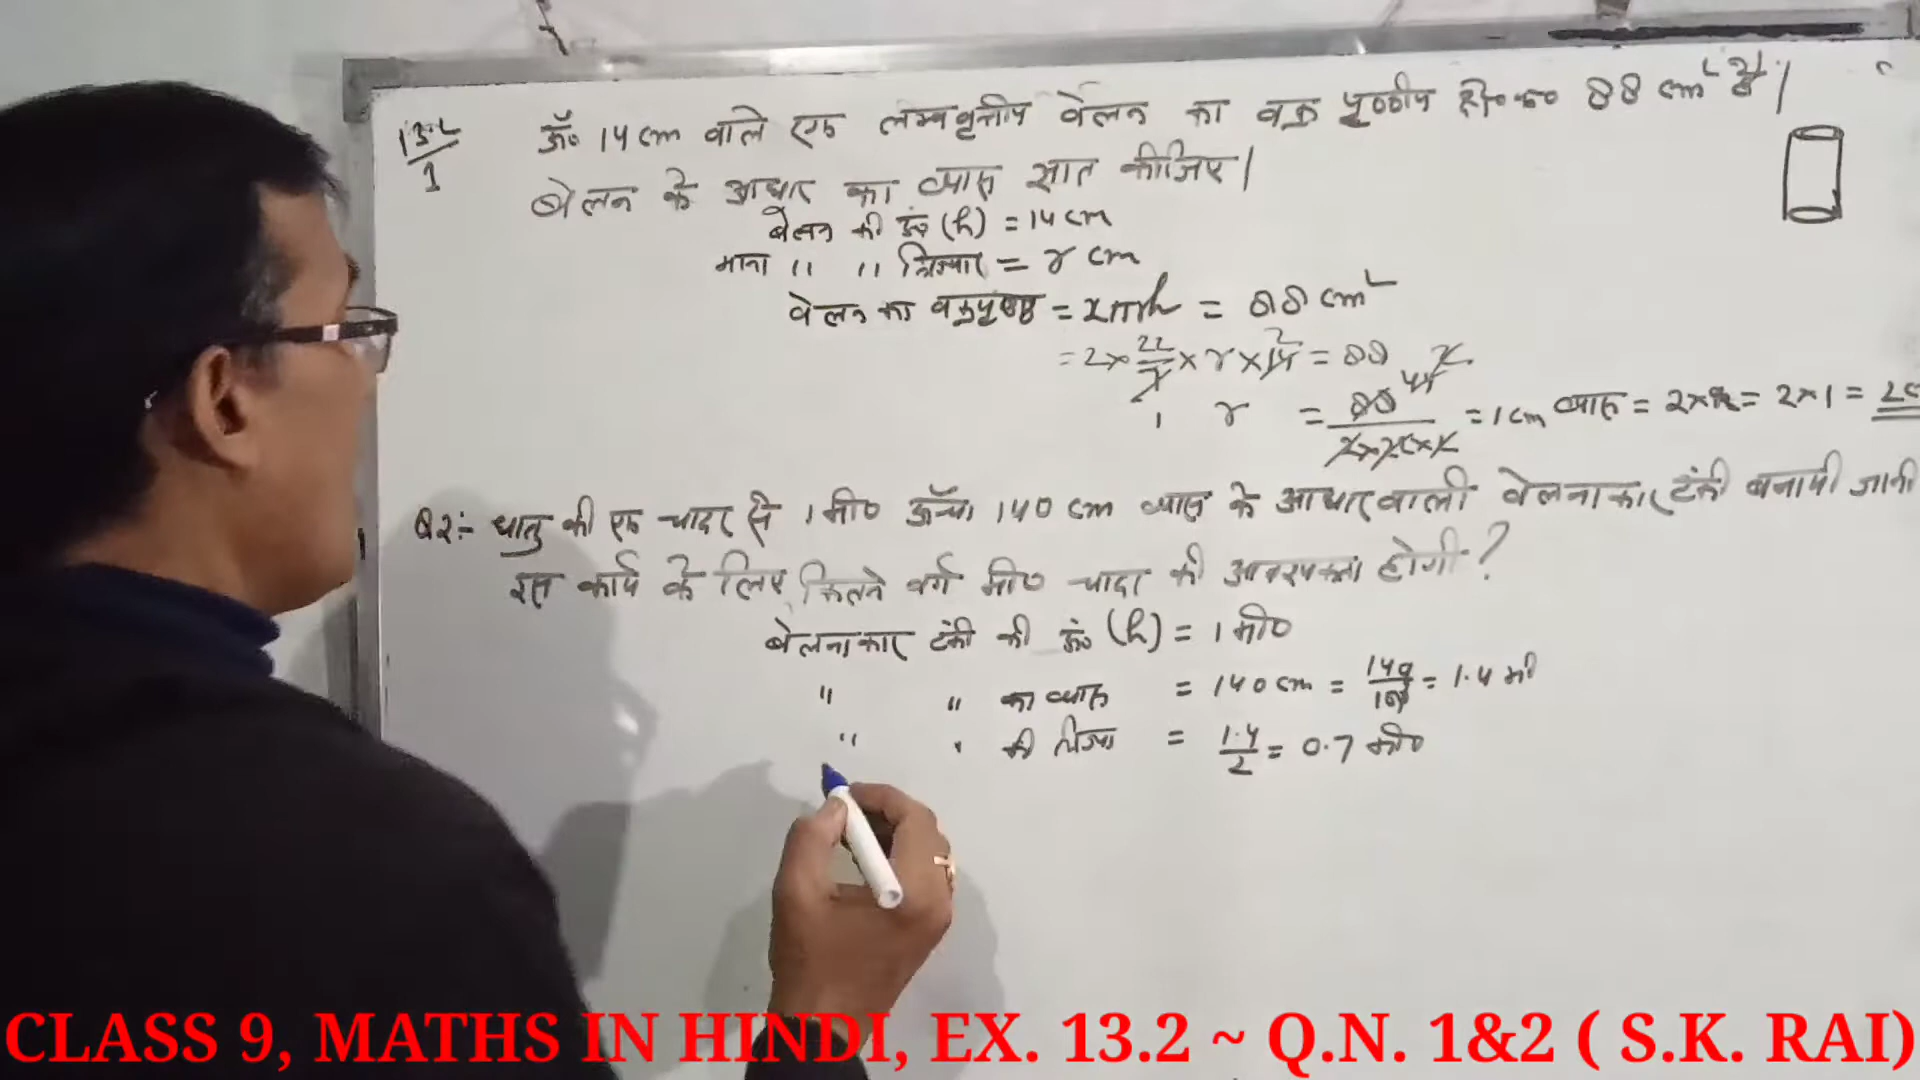 13.2/1 ऊँ० 14 cm वाले एक लम्बवृत्तीय बेलन का वक्र पृष्ठीय क्षे०फ० 88 cm² है।
बेलन के आधार का व्यास ज्ञात कीजिए।
बेलन की ऊं० (h) = 14 cm
माना " " त्रिज्या = r cm
बेलन का वक्रपृष्ठ = 2πrh = 88 cm²
= 2 × 22/7 × r × 14 = 88
r = 88/2×22×2 = 1 cm व्यास = 2×r = 2×1 = 2c
Q2:- धातु की एक चादर से 1 मी० ऊँचा 140 cm व्यास के आधार वाली बेलनाकार टंकी बनायी जानी
इस कार्य के लिए कितने वर्ग मी० चादर की आवश्यकता होगी?
बेलनाकार टंकी की ऊं० (h) = 1 मी०
" " का व्यास = 140 cm = 140/100 = 1.4 मी
" " की त्रिज्या = 1.4/2 = 0.7 मी०
CLASS 9, MATHS IN HINDI, EX. 13.2 ~ Q.N. 1&2 ( S.K. RAI)